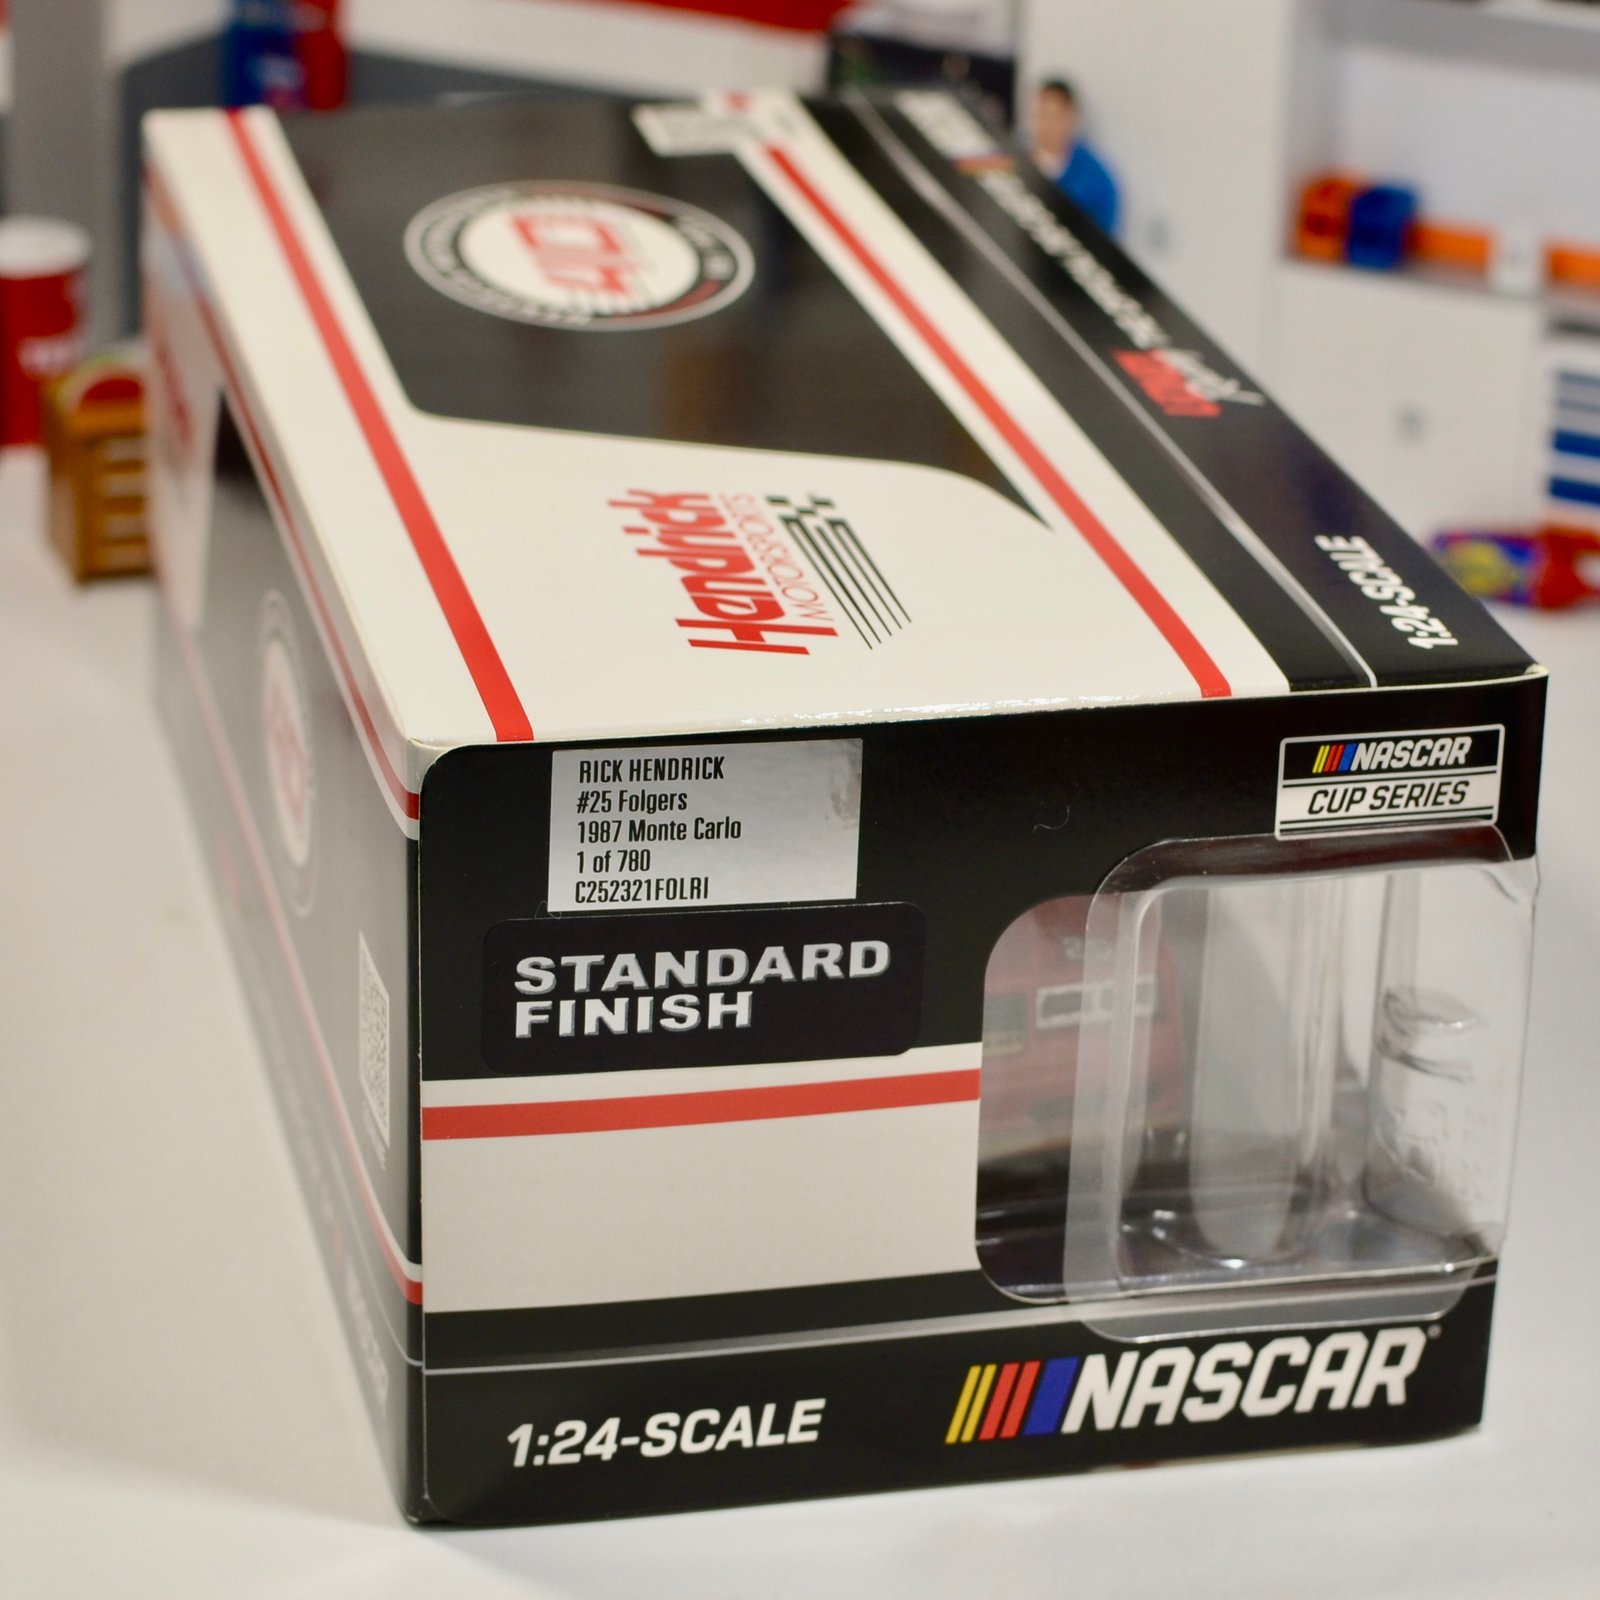 Hendrick
MOTORSPORTS
1:24-SCALE
RICK HENDRICK
#25 Folgers
1987 Monte Carlo
1 of 780
C252321FOLRI
STANDARD
FINISH
NASCAR
CUP SERIES
1:24-SCALE
NASCAR